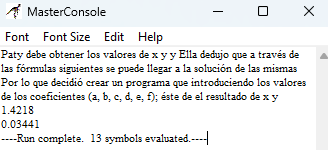 MasterConsole
Font Font Size Edit Help
Paty debe obtener los valores de x y y Ella dedujo que a través de
las fórmulas siguientes se puede llegar a la solución de las mismas
Por lo que decidió crear un programa que introduciendo los valores
de los coeficientes (a, b, c, d, e, f); éste de el resultado de x y
1.4218
0.03441
----Run complete. 13 symbols evaluated.----